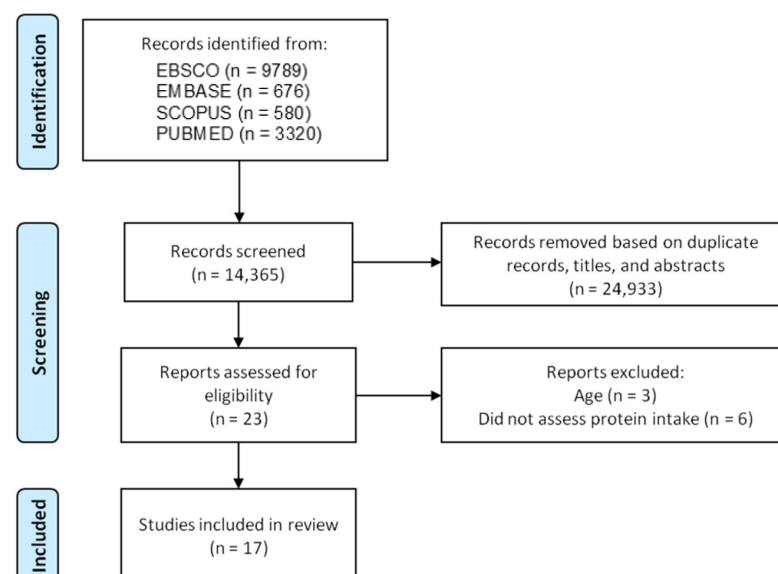 Identification
Records identified from:
EBSCO (n = 9789)
EMBASE (n = 676)
SCOPUS (n = 580)
PUBMED (n = 3320)
Screening
Records screened
(n = 14,365)
Records removed based on duplicate
records, titles, and abstracts
(n = 24,933)
Reports assessed for
eligibility
(n = 23)
Reports excluded:
Age (n = 3)
Did not assess protein intake (n = 6)
Included
Studies included in review
(n = 17)